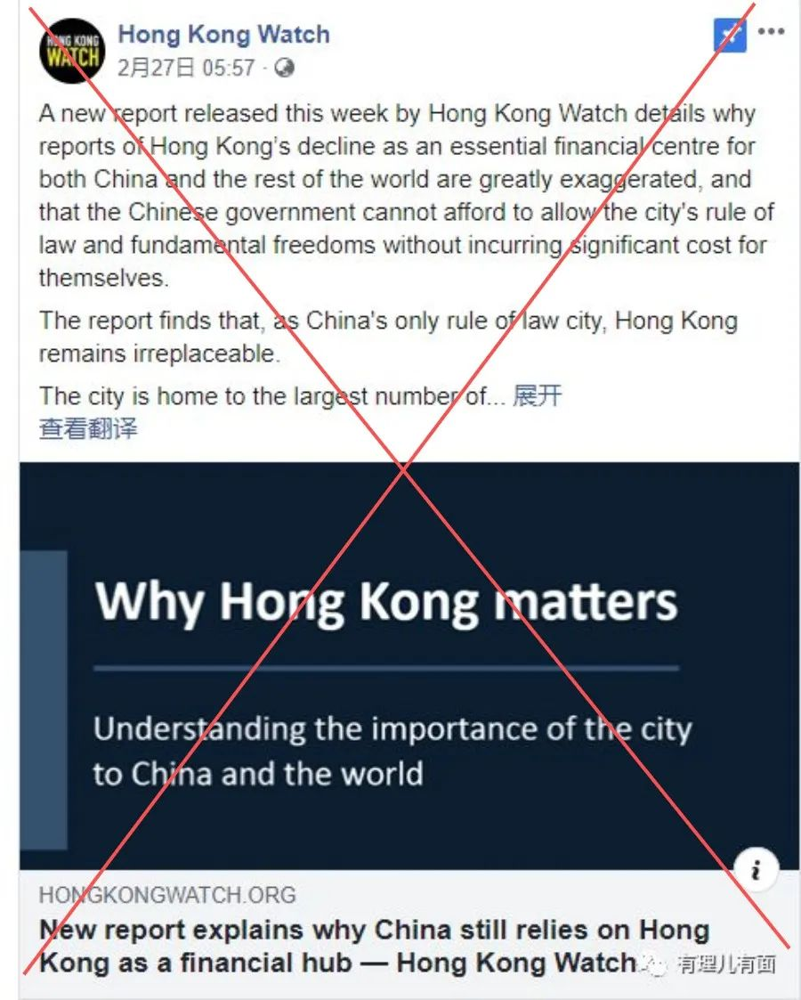 HONG KONG
WATCH
Hong Kong Watch
2月27日 05:57 ·
A new report released this week by Hong Kong Watch details why
reports of Hong Kong's decline as an essential financial centre for
both China and the rest of the world are greatly exaggerated, and
that the Chinese government cannot afford to allow the city's rule of
law and fundamental freedoms without incurring significant cost for
themselves.
The report finds that, as China's only rule of law city, Hong Kong
remains irreplaceable.
The city is home to the largest number of... 展开
查看翻译
Why Hong Kong matters
Understanding the importance of the city
to China and the world
i
HONGKONGWATCH.ORG
New report explains why China still relies on Hong
Kong as a financial hub — Hong Kong Watch
有理儿有面